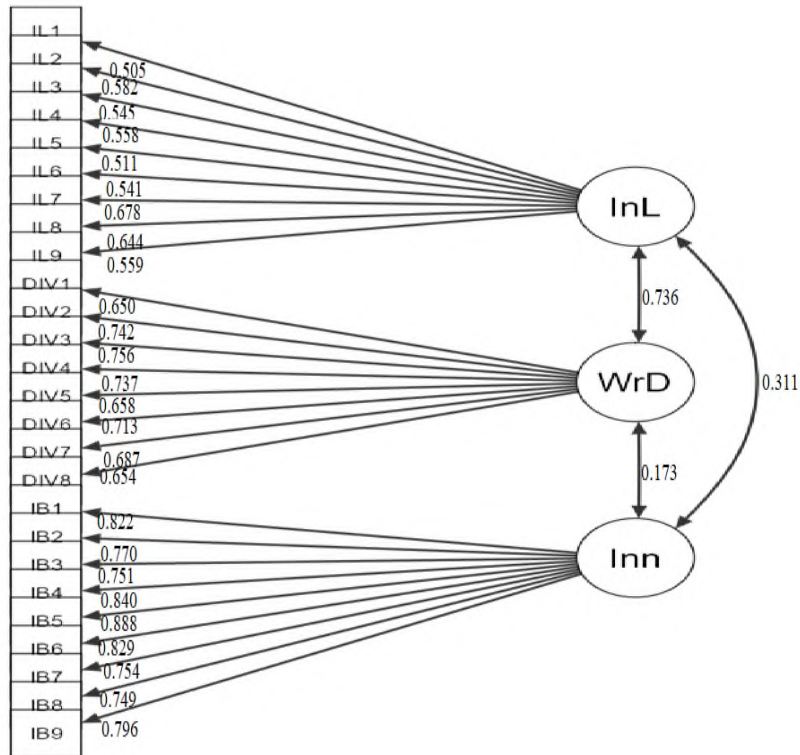 IL1
IL2
0.505
IL3
0.582
IL4
0.545
IL5
0.558
IL6
0.511
IL7
0.541
IL8
0.678
IL9
0.644
0.559
DIV1
DIV2
0.650
DIV3
0.742
DIV4
0.756
DIV5
0.737
DIV6
0.658
0.713
DIV7
0.687
DIV8
0.654
IB1
0.822
IB2
0.770
IB3
0.751
IB4
0.840
IB5
0.888
IB6
0.829
IB7
0.754
IB8
0.749
IB9
0.796
InL
0.736
WrD
0.311
0.173
Inn